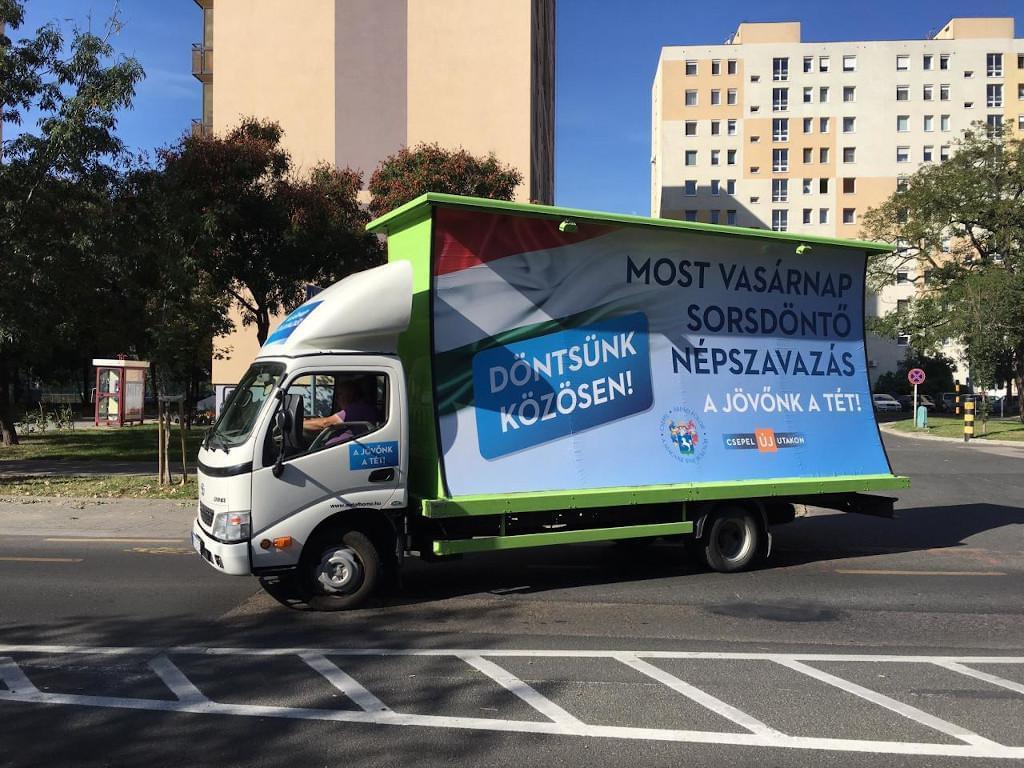 MOST VASÁRNAP
SORSDÖNTŐ
NÉPSZAVAZÁS
A JÖVŐNK A TÉT!
DÖNTSÜNK
KÖZÖSEN!
CSEPEL ÚJ UTAKON
A JÖVŐNK
A TÉT!